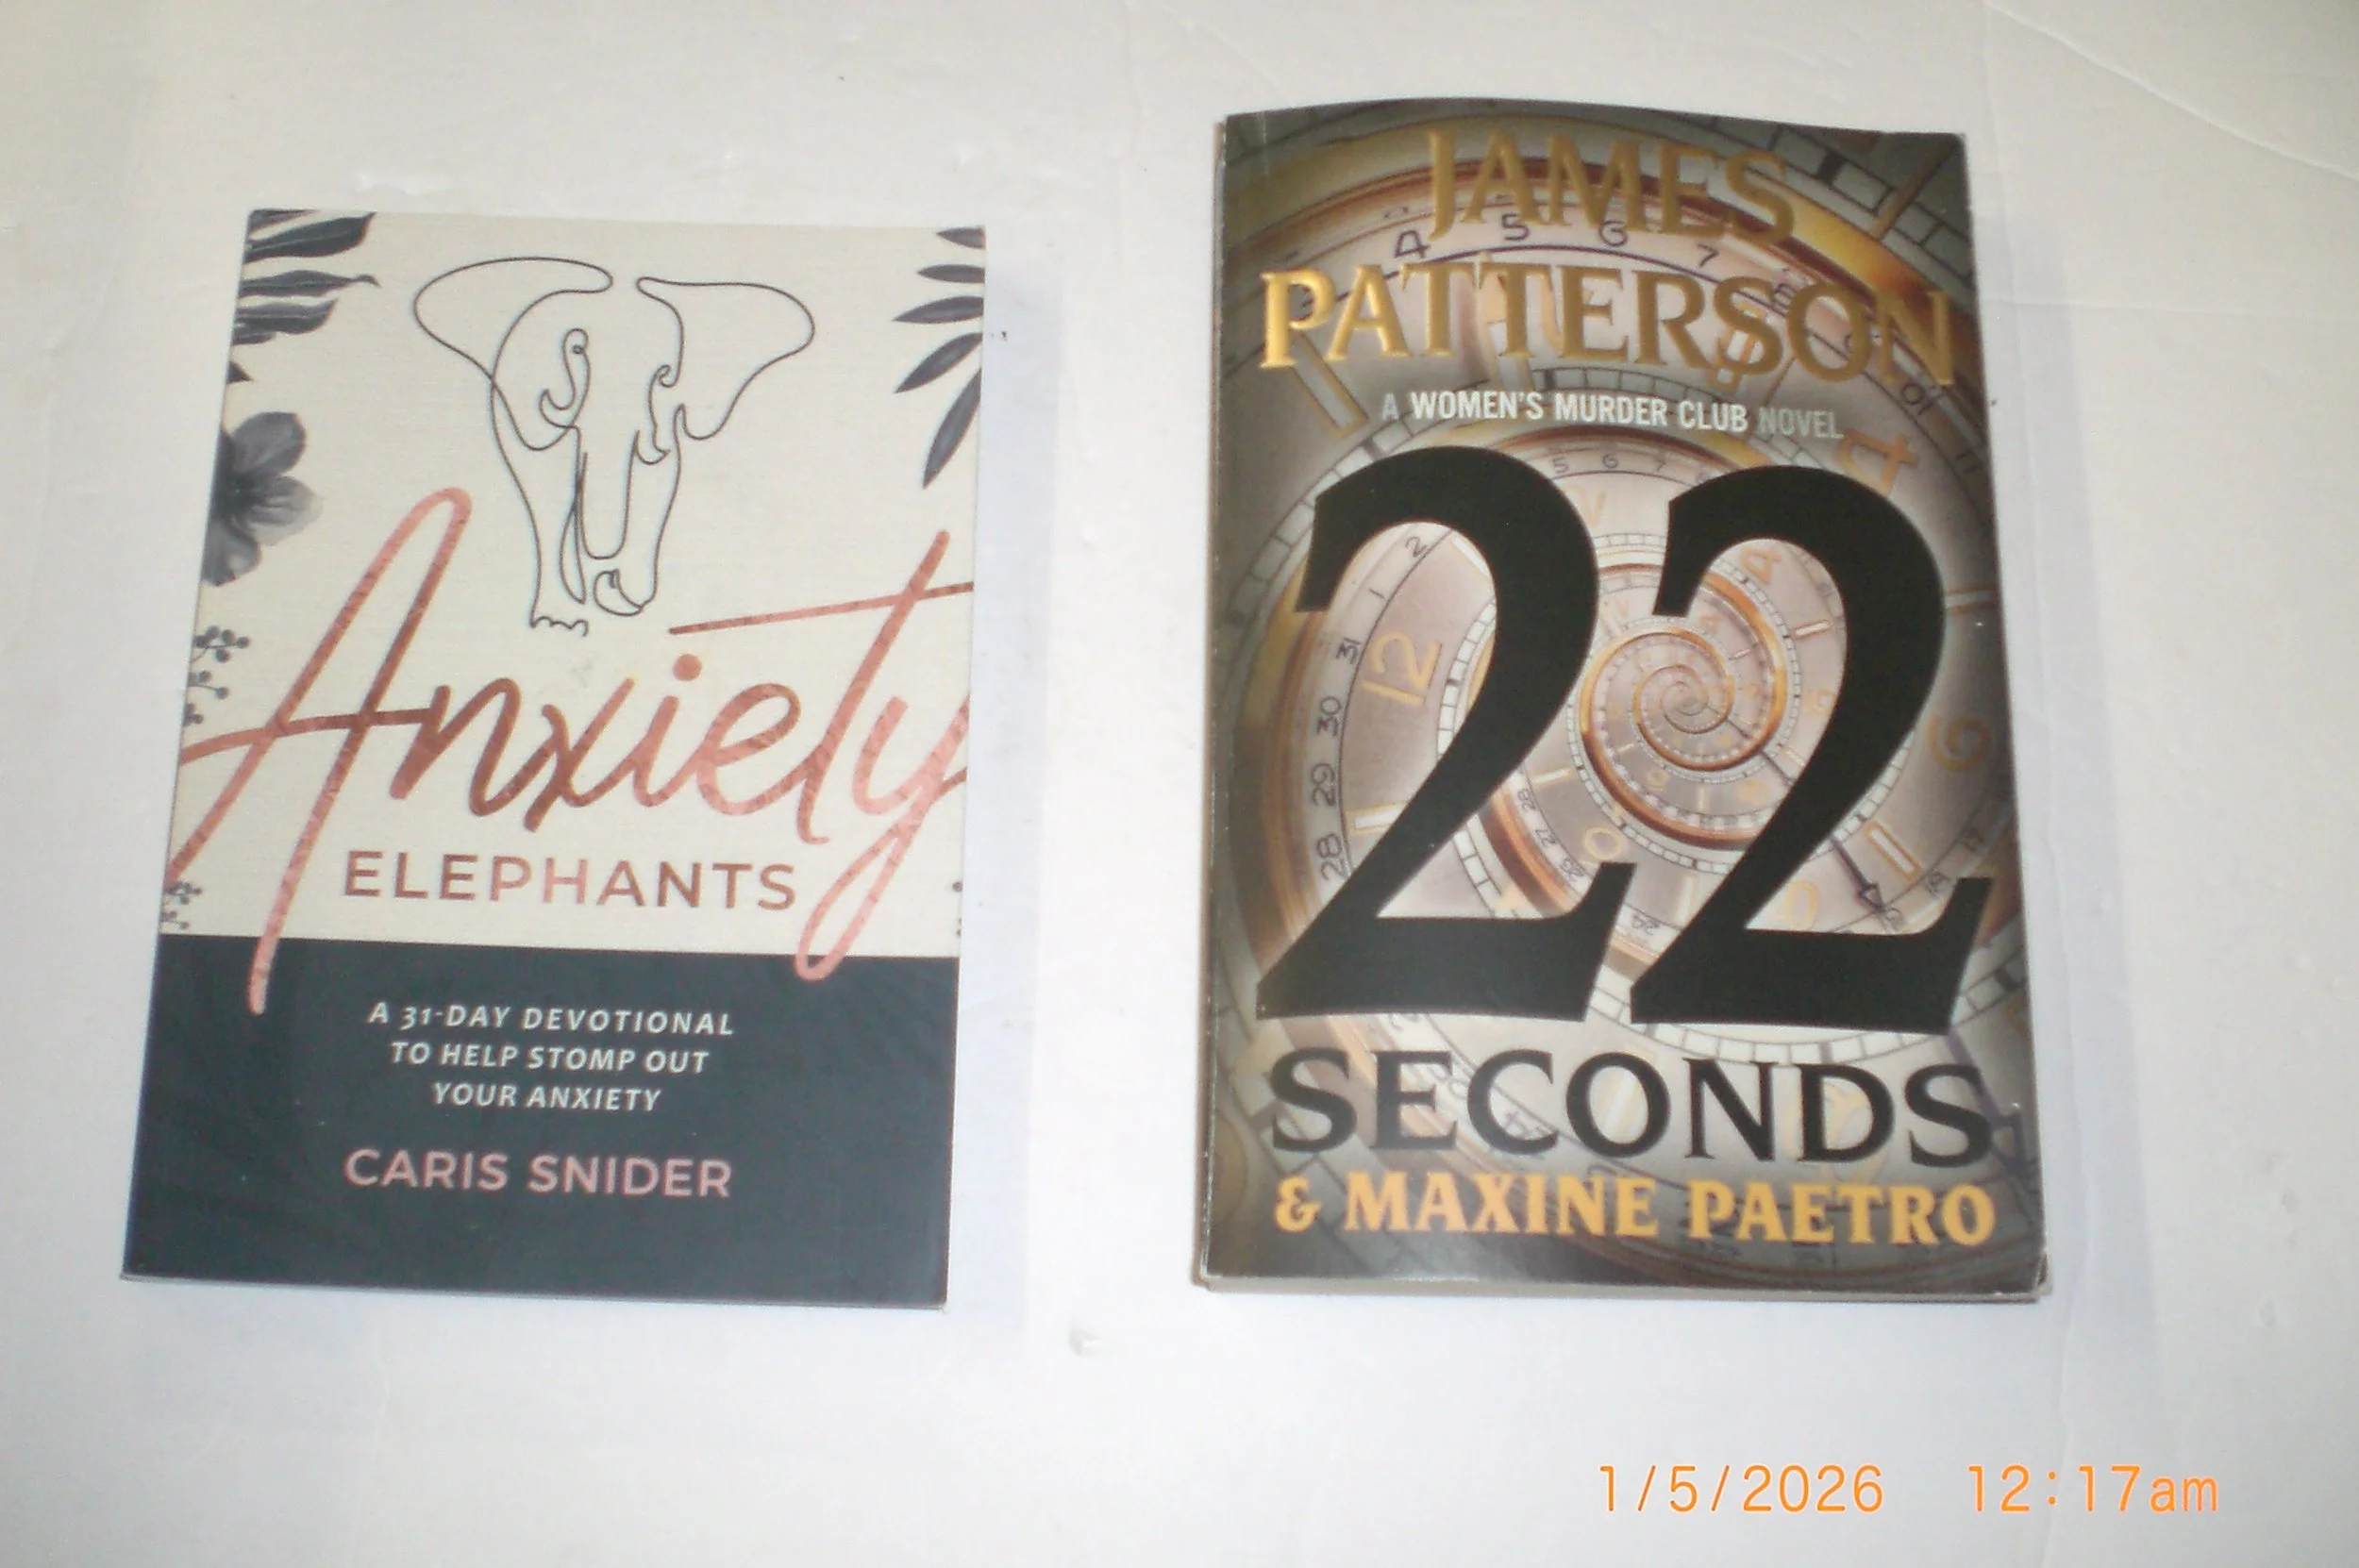 Anxiety
ELEPHANTS
A 31-DAY DEVOTIONAL
TO HELP STOMP OUT
YOUR ANXIETY
CARIS SNIDER
JAMES
PATTERSON
A WOMEN'S MURDER CLUB NOVEL
22
SECONDS
& MAXINE PAETRO
1/5/2026 12:17am